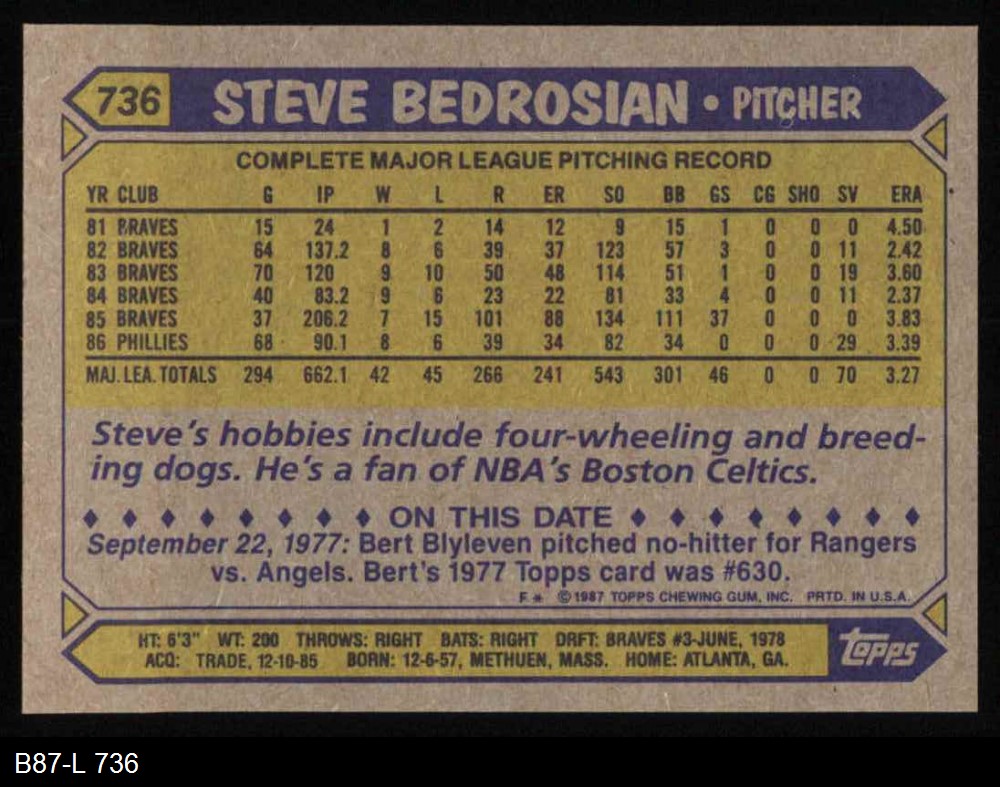 736 STEVE BEDROSIAN • PITCHER
COMPLETE MAJOR LEAGUE PITCHING RECORD
YR CLUB G IP W L R ER SO BB GS CG SHO SV ERA
81 BRAVES 15 24 1 2 14 12 9 15 1 0 0 0 4.50
82 BRAVES 64 137.2 8 6 39 37 123 57 3 0 0 11 2.42
83 BRAVES 70 120 9 10 50 48 114 51 1 0 0 19 3.60
84 BRAVES 40 83.2 9 6 23 22 81 33 4 0 0 11 2.37
85 BRAVES 37 206.2 7 15 101 88 134 111 37 0 0 0 3.83
86 PHILLIES 68 90.1 8 6 39 34 82 34 0 0 0 29 3.39
MAJ. LEA. TOTALS 294 662.1 42 45 266 241 543 301 46 0 0 70 3.27
Steve's hobbies include four-wheeling and breed-
ing dogs. He's a fan of NBA's Boston Celtics.
♦ ♦ ♦ ♦ ♦ ♦ ♦ ♦ ON THIS DATE ♦ ♦ ♦ ♦ ♦ ♦ ♦ ♦
September 22, 1977: Bert Blyleven pitched no-hitter for Rangers
vs. Angels. Bert's 1977 Topps card was #630.
F * © 1987 TOPPS CHEWING GUM, INC. PRTD. IN U.S.A.
HT: 6'3" WT: 200 THROWS: RIGHT BATS: RIGHT DRFT: BRAVES #3-JUNE, 1978
ACQ: TRADE, 12-10-85 BORN: 12-6-57, METHUEN, MASS. HOME: ATLANTA, GA.
topps
B87-L 736